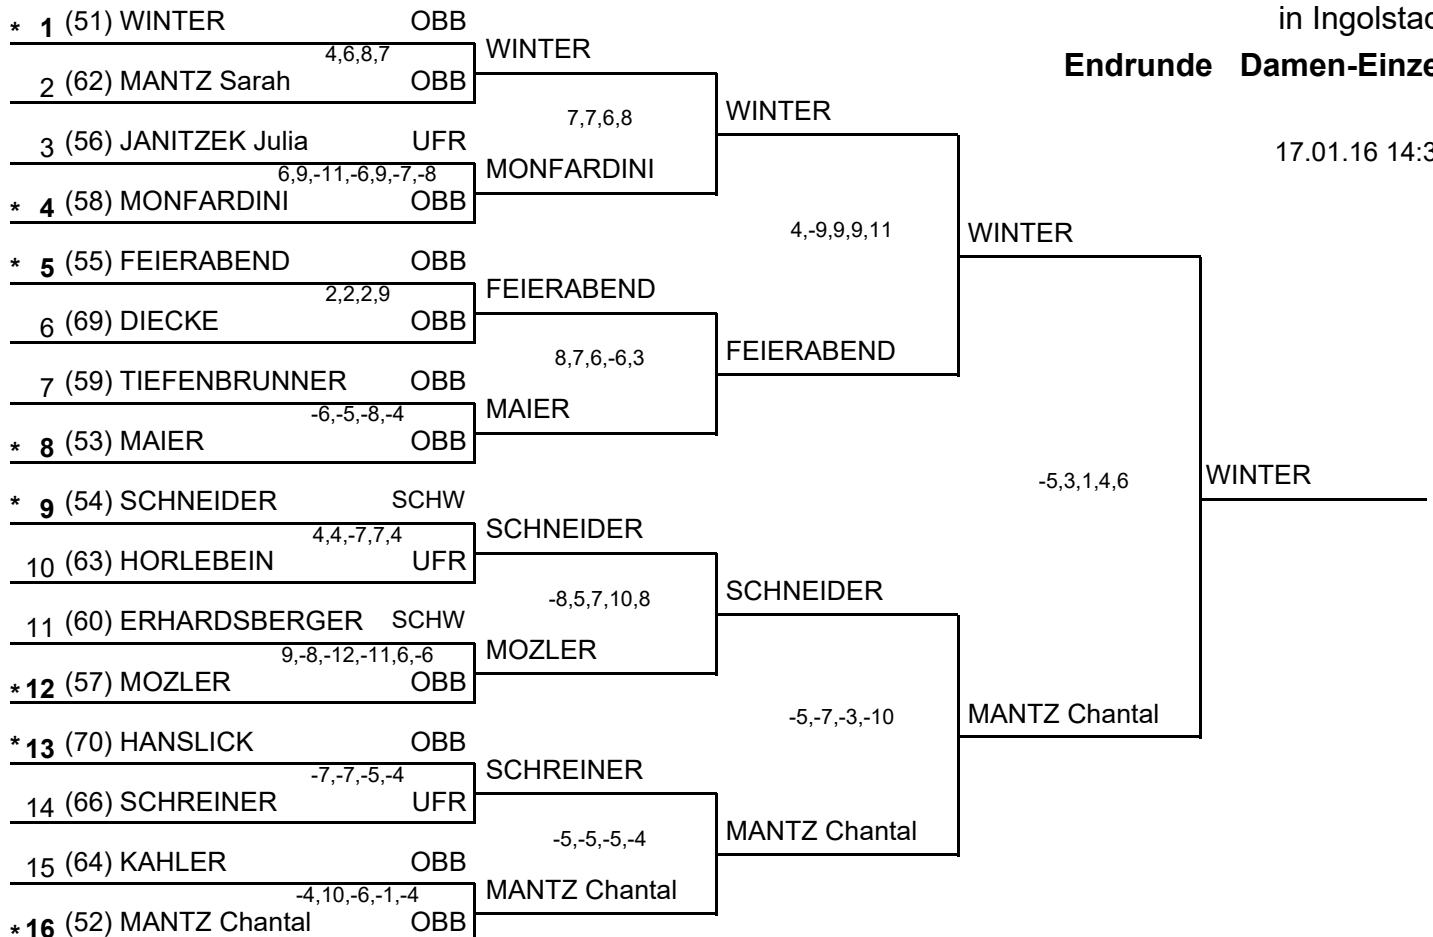 * 1 (51) WINTER OBB
in Ingolstad
4,6,8,7
WINTER
2 (62) MANTZ Sarah OBB
Endrunde Damen-Einze
7,7,6,8
WINTER
3 (56) JANITZEK Julia UFR
17.01.16 14:3
6,9,-11,-6,9,-7,-8
MONFARDINI
* 4 (58) MONFARDINI OBB
4,-9,9,9,11
WINTER
* 5 (55) FEIERABEND OBB
2,2,2,9
FEIERABEND
6 (69) DIECKE OBB
8,7,6,-6,3
FEIERABEND
7 (59) TIEFENBRUNNER OBB
-6,-5,-8,-4
MAIER
* 8 (53) MAIER OBB
-5,3,1,4,6
WINTER
* 9 (54) SCHNEIDER SCHW
4,4,-7,7,4
SCHNEIDER
10 (63) HORLEBEIN UFR
-8,5,7,10,8
SCHNEIDER
11 (60) ERHARDSBERGER SCHW
9,-8,-12,-11,6,-6
MOZLER
* 12 (57) MOZLER OBB
-5,-7,-3,-10
MANTZ Chantal
* 13 (70) HANSLICK OBB
-7,-7,-5,-4
SCHREINER
14 (66) SCHREINER UFR
-5,-5,-5,-4
MANTZ Chantal
15 (64) KAHLER OBB
-4,10,-6,-1,-4
MANTZ Chantal
* 16 (52) MANTZ Chantal OBB